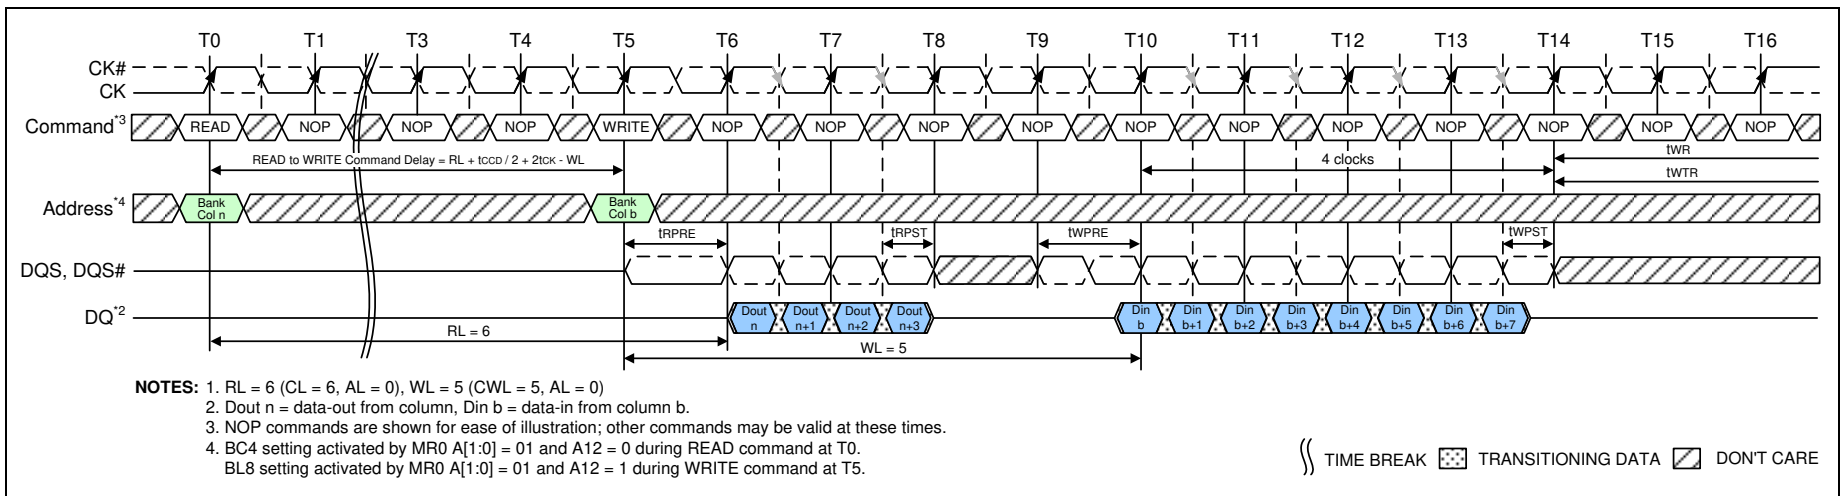 T0 T1 T3 T4 T5 T6 T7 T8 T9 T10 T11 T12 T13 T14 T15 T16
CK#
CK
Command*3 READ NOP NOP NOP WRITE NOP NOP NOP NOP NOP NOP NOP NOP NOP NOP NOP
READ to WRITE Command Delay = RL + tCCD / 2 + 2tCK - WL 4 clocks tWR
tWTR
Address*4 Bank Col n Bank Col b
tRPRE tRPST tWPRE tWPST
DQS, DQS#
DQ*2 Dout n Dout n+1 Dout n+2 Dout n+3 Din b Din b+1 Din b+2 Din b+3 Din b+4 Din b+5 Din b+6 Din b+7
RL = 6
WL = 5
NOTES: 1. RL = 6 (CL = 6, AL = 0), WL = 5 (CWL = 5, AL = 0)
2. Dout n = data-out from column, Din b = data-in from column b.
3. NOP commands are shown for ease of illustration; other commands may be valid at these times.
4. BC4 setting activated by MR0 A[1:0] = 01 and A12 = 0 during READ command at T0.
BL8 setting activated by MR0 A[1:0] = 01 and A12 = 1 during WRITE command at T5.
TIME BREAK TRANSITIONING DATA DON'T CARE